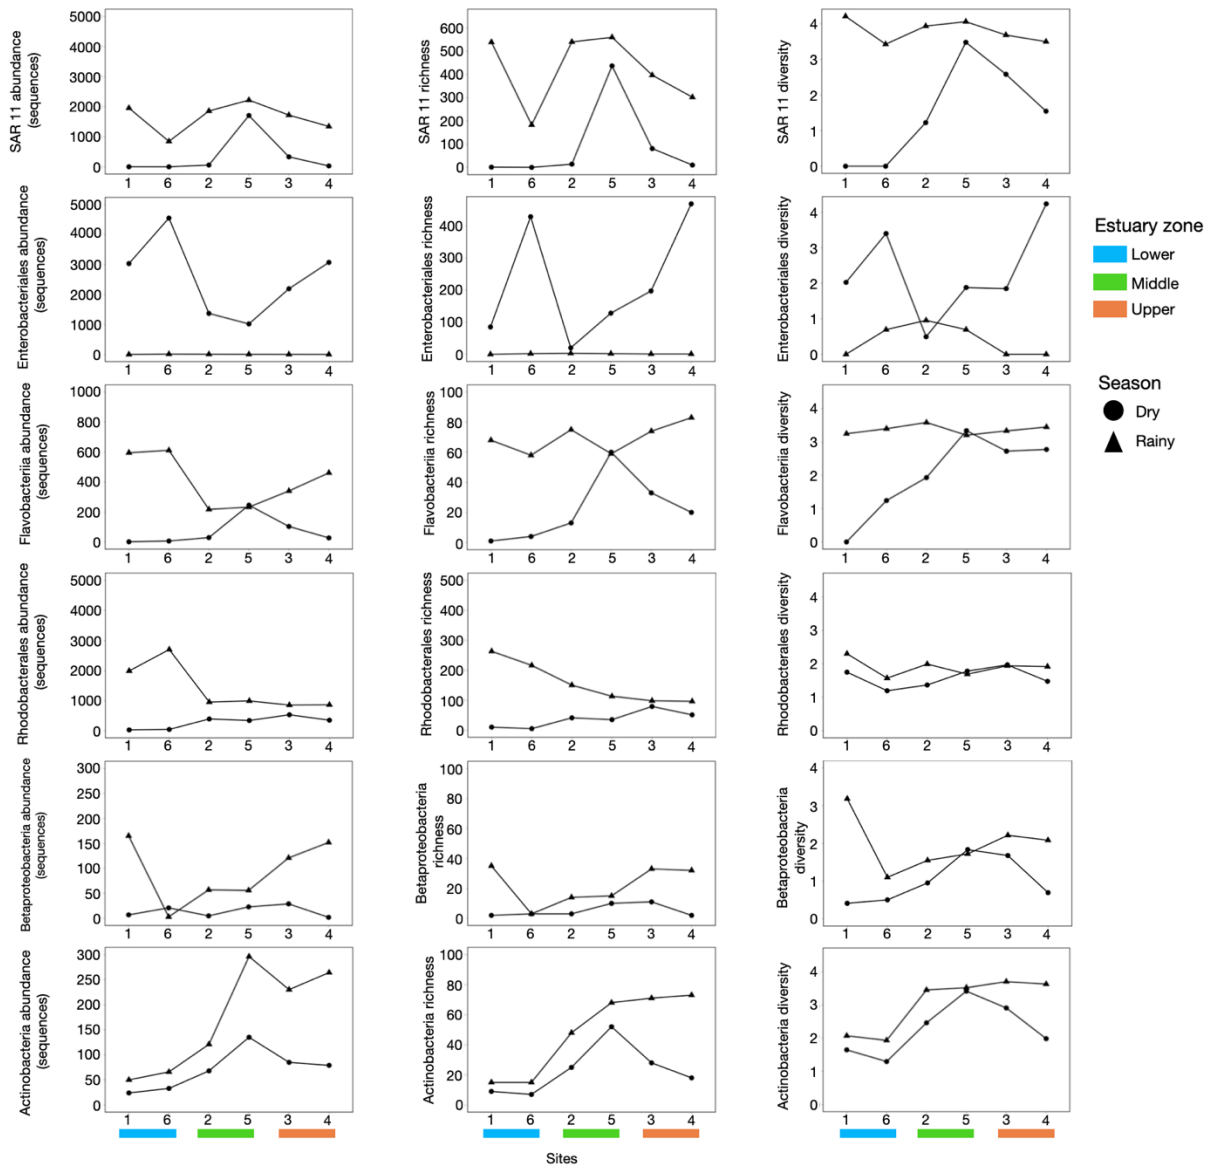 SAR 11 abundance
(sequences)
5000
4000
3000
2000
1000
0
1 6 2 5 3 4
SAR 11 richness
600
500
400
300
200
100
0
1 6 2 5 3 4
SAR 11 diversity
4
3
2
1
0
1 6 2 5 3 4
Enterobacteriales abundance
(sequences)
5000
4000
3000
2000
1000
0
1 6 2 5 3 4
Enterobacteriales richness
400
300
200
100
0
1 6 2 5 3 4
Enterobacteriales diversity
4
3
2
1
0
1 6 2 5 3 4
Estuary zone
Lower
Middle
Upper
Season
Dry
Rainy
Flavobacteriia abundance
(sequences)
1000
800
600
400
200
0
1 6 2 5 3 4
Flavobacteriia richness
100
80
60
40
20
0
1 6 2 5 3 4
Flavobacteriia diversity
4
3
2
1
0
1 6 2 5 3 4
Rhodobacterales abundance
(sequences)
5000
4000
3000
2000
1000
0
1 6 2 5 3 4
Rhodobacterales richness
500
400
300
200
100
0
1 6 2 5 3 4
Rhodobacterales diversity
4
3
2
1
0
1 6 2 5 3 4
Betaproteobacteria abundance
(sequences)
300
250
200
150
100
50
0
1 6 2 5 3 4
Betaproteobacteria
richness
100
80
60
40
20
0
1 6 2 5 3 4
Betaproteobacteria
diversity
4
3
2
1
0
1 6 2 5 3 4
Actinobacteria abundance
(sequences)
300
250
200
150
100
50
0
1 6 2 5 3 4
Actinobacteria richness
100
80
60
40
20
0
1 6 2 5 3 4
Actinobacteria diversity
4
3
2
1
0
1 6 2 5 3 4
Sites